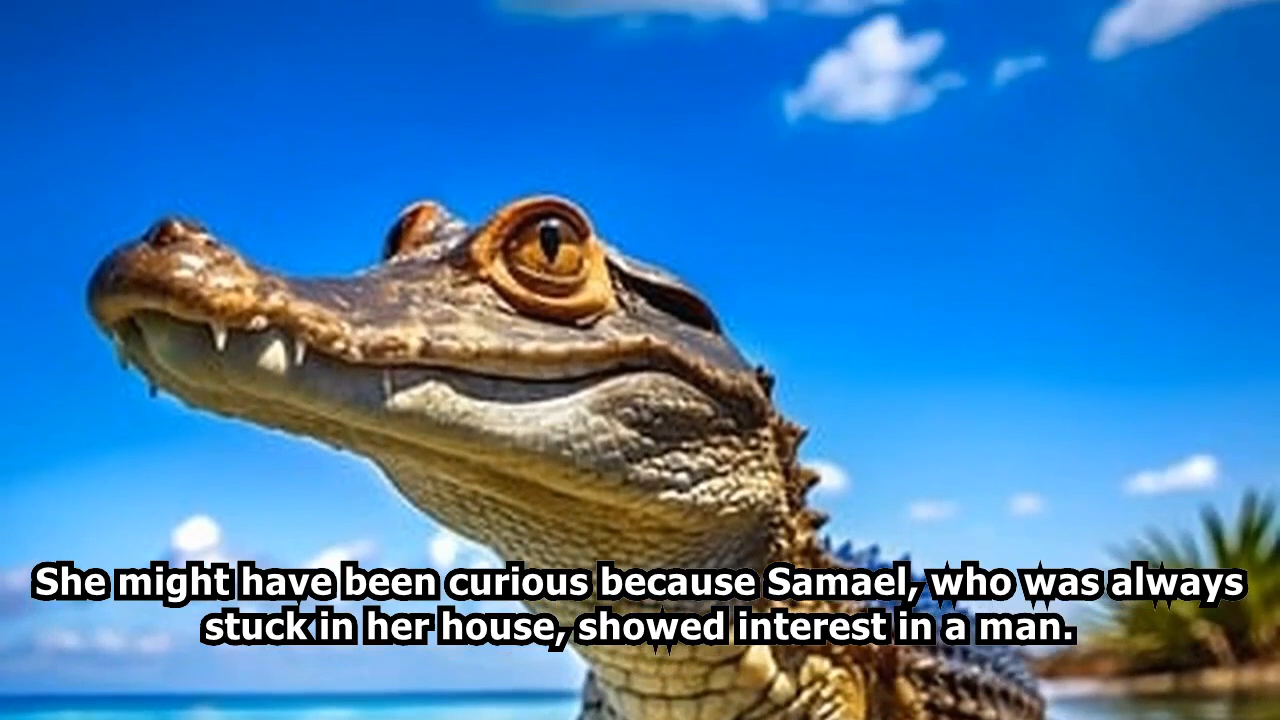 She might have been curious because Samael, who was always
stuck in her house, showed interest in a man.